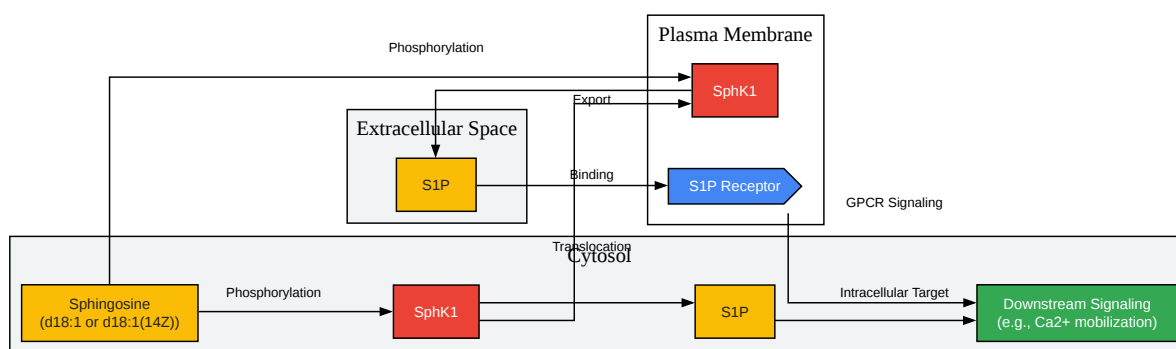 Plasma Membrane
Phosphorylation
SphK1
Export
Extracellular Space
S1P
Binding
S1P Receptor
GPCR Signaling
Translocation
Cytosol
Sphingosine
(d18:1 or d18:1(14Z))
Phosphorylation
SphK1
S1P
Intracellular Target
Downstream Signaling
(e.g., Ca2+ mobilization)